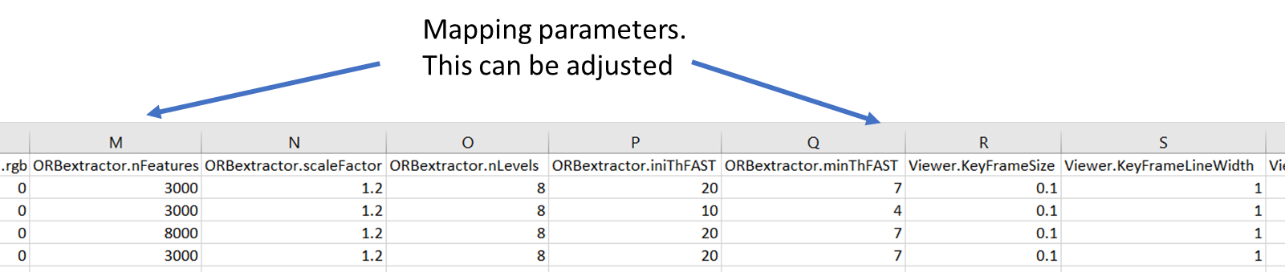 Mapping parameters.
This can be adjusted
M N O P Q R S
.rgb ORBextractor.nFeatures ORBextractor.scaleFactor ORBextractor.nLevels ORBextractor.iniThFAST ORBextractor.minThFAST Viewer.KeyFrameSize Viewer.KeyFrameLineWidth Vie
0 3000 1.2 8 20 7 0.1 1
0 3000 1.2 8 10 4 0.1 1
0 8000 1.2 8 20 7 0.1 1
0 3000 1.2 8 20 7 0.1 1